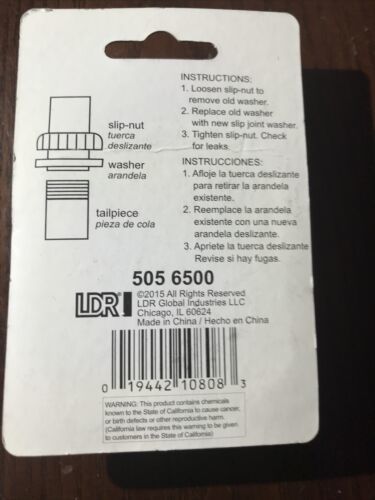 INSTRUCTIONS:
1. Loosen slip-nut to
remove old washer.
2. Replace old washer
with new slip joint washer.
3. Tighten slip-nut. Check
for leaks.
slip-nut
tuerca
deslizante
washer
arandela
tailpiece
pieza de cola
INSTRUCCIONES:
1. Afloje la tuerca deslizante
para retirar la arandela
existente.
2. Reemplace la arandela
existente con una nueva
arandela deslizante.
3. Apriete la tuerca deslizante
Revise si hay fugas.
505 6500
LDR
©2015 All Rights Reserved
LDR Global Industries LLC
Chicago, IL 60624
Made in China / Hecho en China
0 19442 10808 3
WARNING: This product contains chemicals
known to the State of California to cause cancer,
or birth defects or other reproductive harm.
(California law requires this warning to be given
to customers in the State of California.)